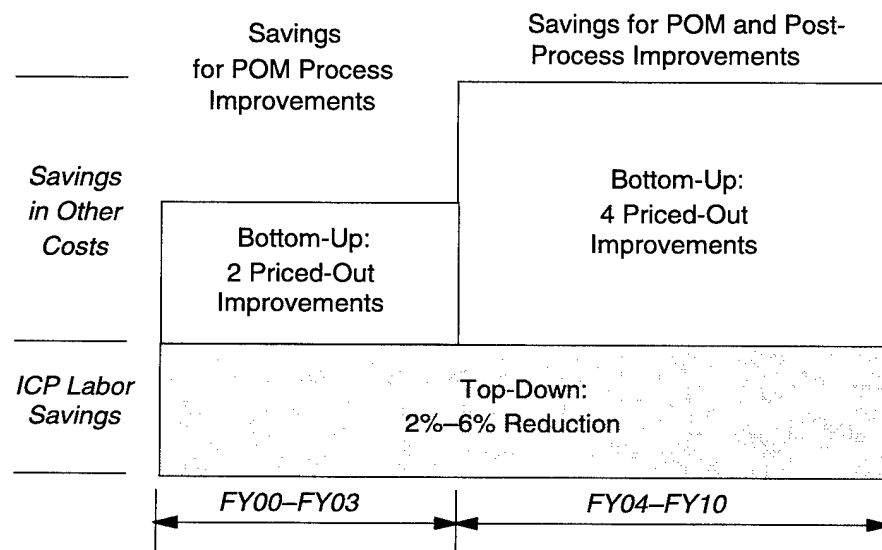 Savings
for POM Process
Improvements
Savings for POM and Post-
Process Improvements
Savings
in Other
Costs
Bottom-Up:
2 Priced-Out
Improvements
Bottom-Up:
4 Priced-Out
Improvements
ICP Labor
Savings
Top-Down:
2%–6% Reduction
FY00–FY03
FY04–FY10